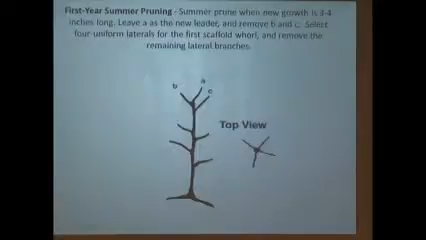 First-Year Summer Pruning - Summer prune when new growth is 3-4
inches long. Leave a as the new leader, and remove b and c. Select
four uniform laterals for the first scaffold whorl, and remove the
remaining lateral branches.
a
b
c
Top View